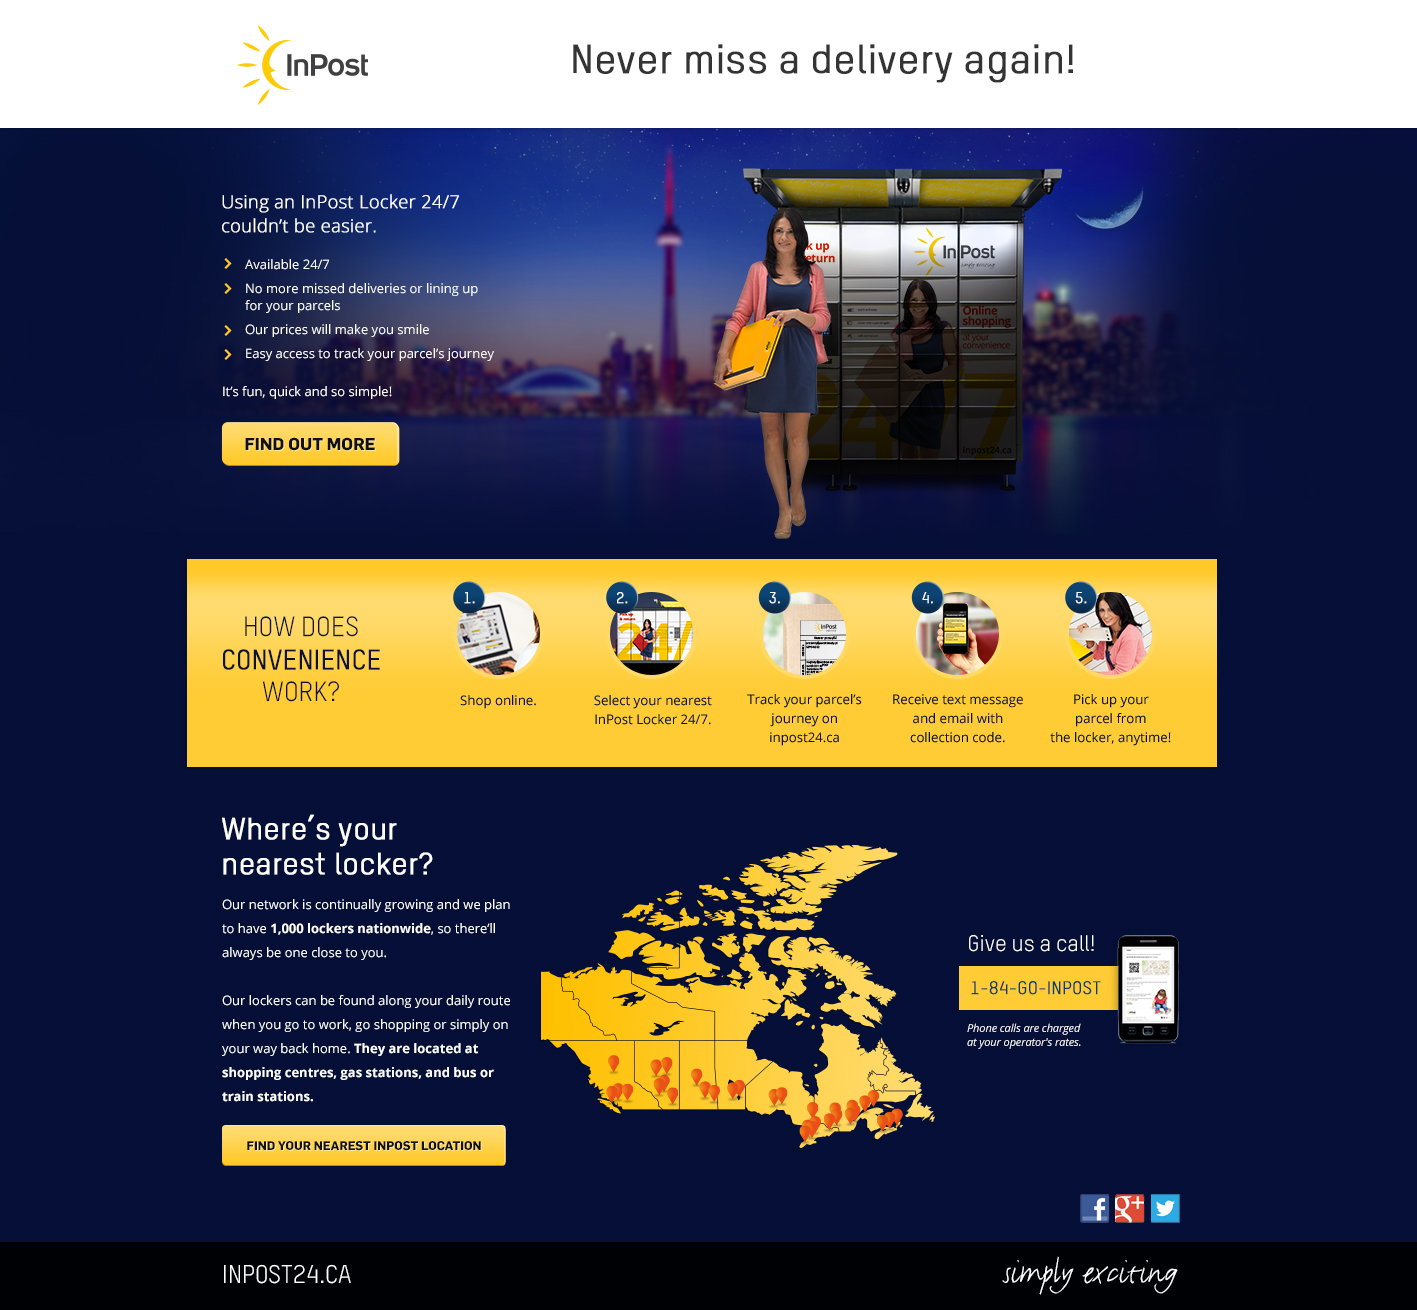 InPost
Never miss a delivery again!
Using an InPost Locker 24/7
couldn't be easier.
Available 24/7
No more missed deliveries or lining up
for your parcels
Our prices will make you smile
Easy access to track your parcel's journey
It's fun, quick and so simple!
FIND OUT MORE
k up
eturn
InPost
simply exciting
Online
shopping
at your
convenience
24/7
inpost24.ca
HOW DOES
CONVENIENCE
WORK?
1.
Shop online.
2.
24/
Select your nearest
InPost Locker 24/7.
3.
InPost
Track your parcel's
journey on
inpost24.ca
4.
Receive text message
and email with
collection code.
5.
Pick up your
parcel from
the locker, anytime!
Where´s your
nearest locker?
Our network is continually growing and we plan
to have 1,000 lockers nationwide, so there'll
always be one close to you.
Our lockers can be found along your daily route
when you go to work, go shopping or simply on
your way back home. They are located at
shopping centres, gas stations, and bus or
train stations.
FIND YOUR NEAREST INPOST LOCATION
Give us a call!
1-84-GO-INPOST
Phone calls are charged
at your operator's rates.
f
g+
INPOST24.CA
simply exciting